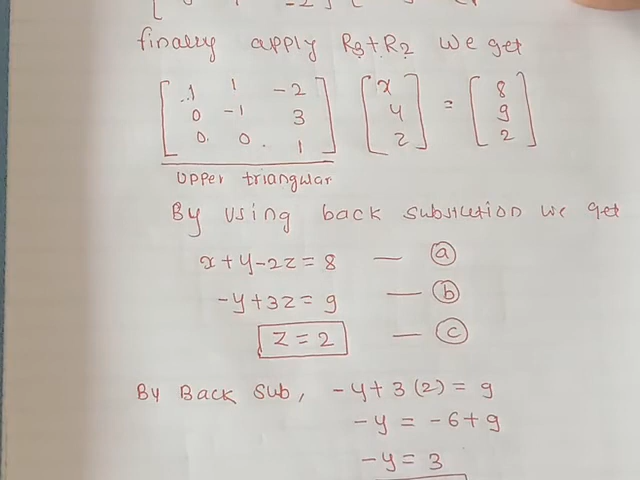 finally apply R3+R2 we get
[ 1 1 -2 ] [ x ] = [ 8 ]
[ 0 -1 3 ] [ y ] [ 9 ]
[ 0 0 1 ] [ z ] [ 2 ]
Upper triangular
By using back substitution we get
x+y-2z=8 — (a)
-y+3z=9 — (b)
z=2 — (c)
By Back sub, -y+3(2)=9
-y = -6+9
-y=3